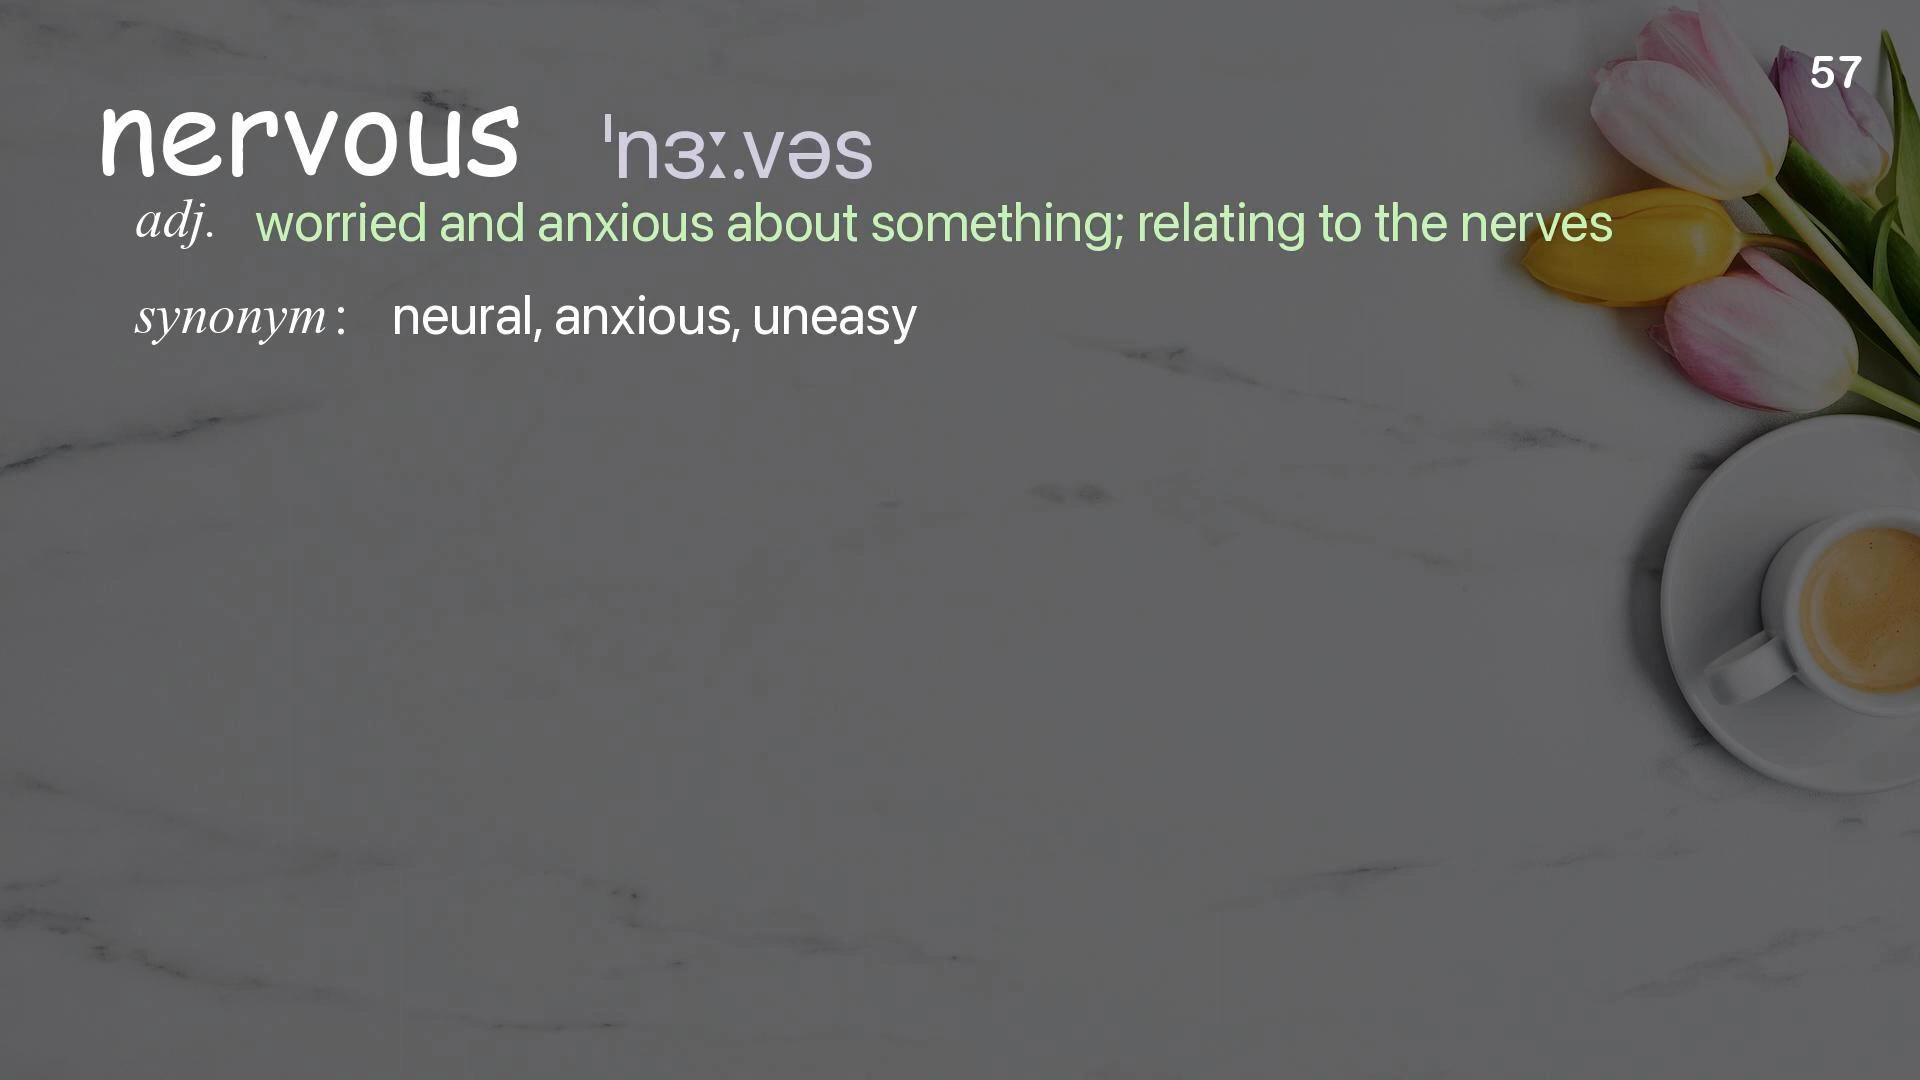 57
nervous ˈnɜː.vəs
adj. worried and anxious about something; relating to the nerves
synonym: neural, anxious, uneasy